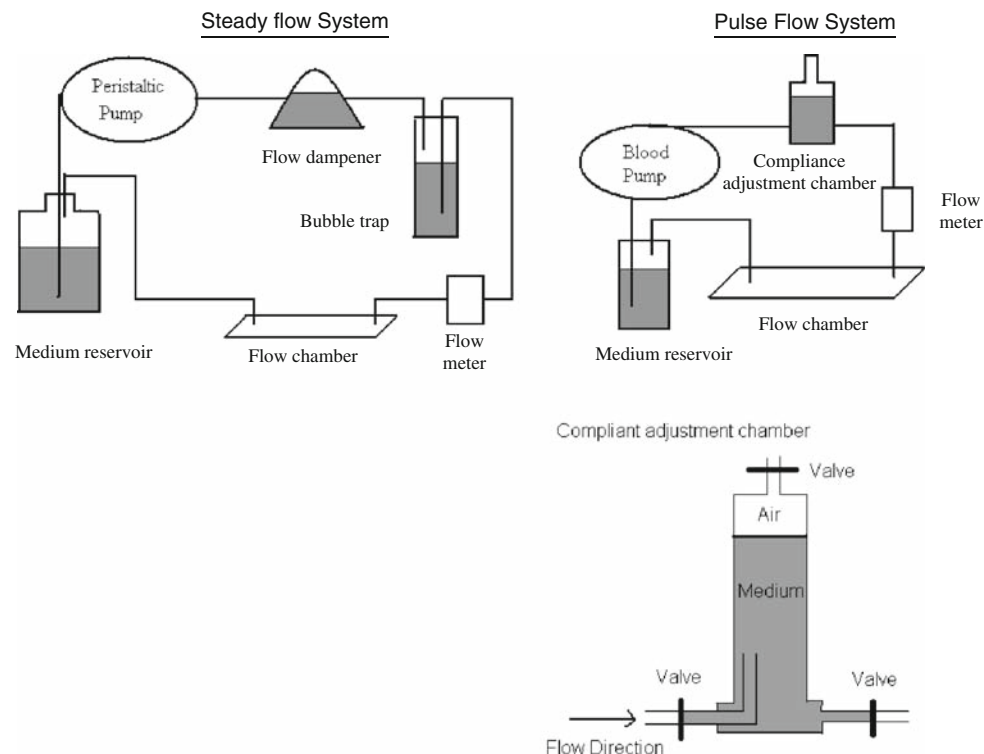 Steady flow System
Peristaltic
Pump
Flow dampener
Bubble trap
Medium reservoir
Flow chamber
Flow
meter
Pulse Flow System
Blood
Pump
Compliance
adjustment chamber
Flow
meter
Flow chamber
Medium reservoir
Compliant adjustment chamber
Valve
Air
Medium
Valve
Valve
Flow Direction